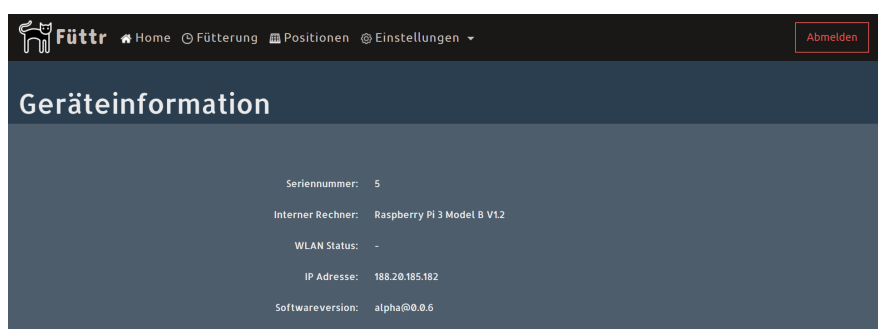 Füttr Home Fütterung Positionen Einstellungen Abmelden
Geräteinformation
Seriennummer: 5
Interner Rechner: Raspberry Pi 3 Model B V1.2
WLAN Status: -
IP Adresse: 188.20.185.182
Softwareversion: alpha@0.0.6